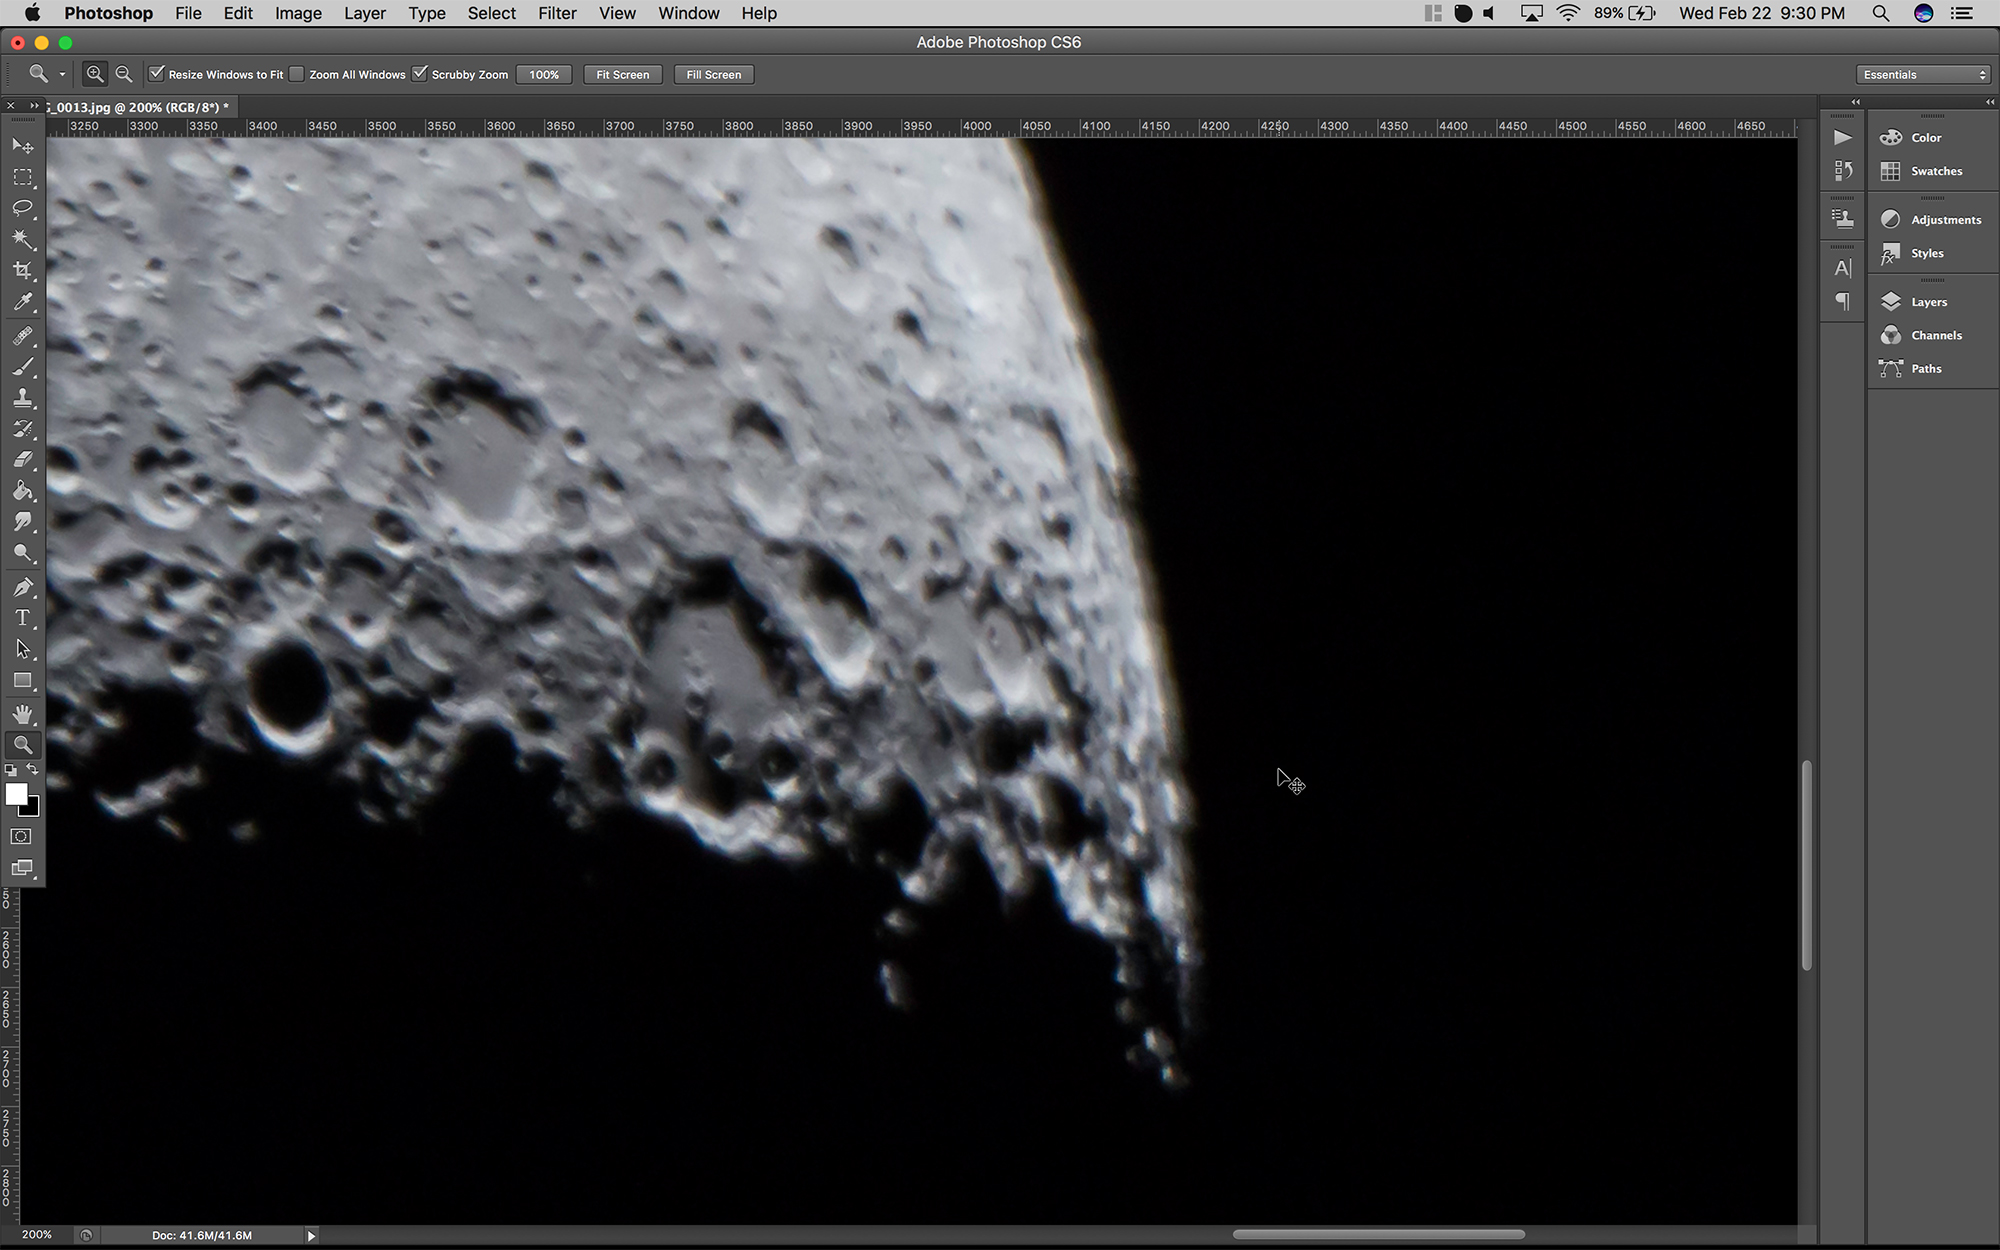 Photoshop File Edit Image Layer Type Select Filter View Window Help 89% Wed Feb 22 9:30 PM
Adobe Photoshop CS6
Resize Windows to Fit Zoom All Windows Scrubby Zoom 100% Fit Screen Fill Screen Essentials
G_0013.jpg @ 200% (RGB/8*) *
3250 3300 3350 3400 3450 3500 3550 3600 3650 3700 3750 3800 3850 3900 3950 4000 4050 4100 4150 4200 4250 4300 4350 4400 4450 4500 4550 4600 4650
Color
Swatches
Adjustments
Styles
Layers
Channels
Paths
2600
2650
2700
2750
2800
200% Doc: 41.6M/41.6M